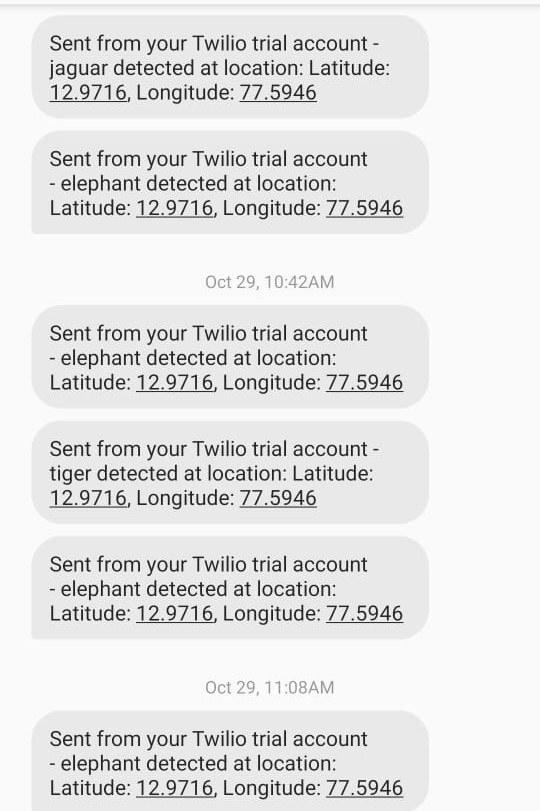 Sent from your Twilio trial account -
jaguar detected at location: Latitude:
12.9716, Longitude: 77.5946
Sent from your Twilio trial account
- elephant detected at location:
Latitude: 12.9716, Longitude: 77.5946
Oct 29, 10:42AM
Sent from your Twilio trial account
- elephant detected at location:
Latitude: 12.9716, Longitude: 77.5946
Sent from your Twilio trial account -
tiger detected at location: Latitude:
12.9716, Longitude: 77.5946
Sent from your Twilio trial account
- elephant detected at location:
Latitude: 12.9716, Longitude: 77.5946
Oct 29, 11:08AM
Sent from your Twilio trial account
- elephant detected at location:
Latitude: 12.9716, Longitude: 77.5946